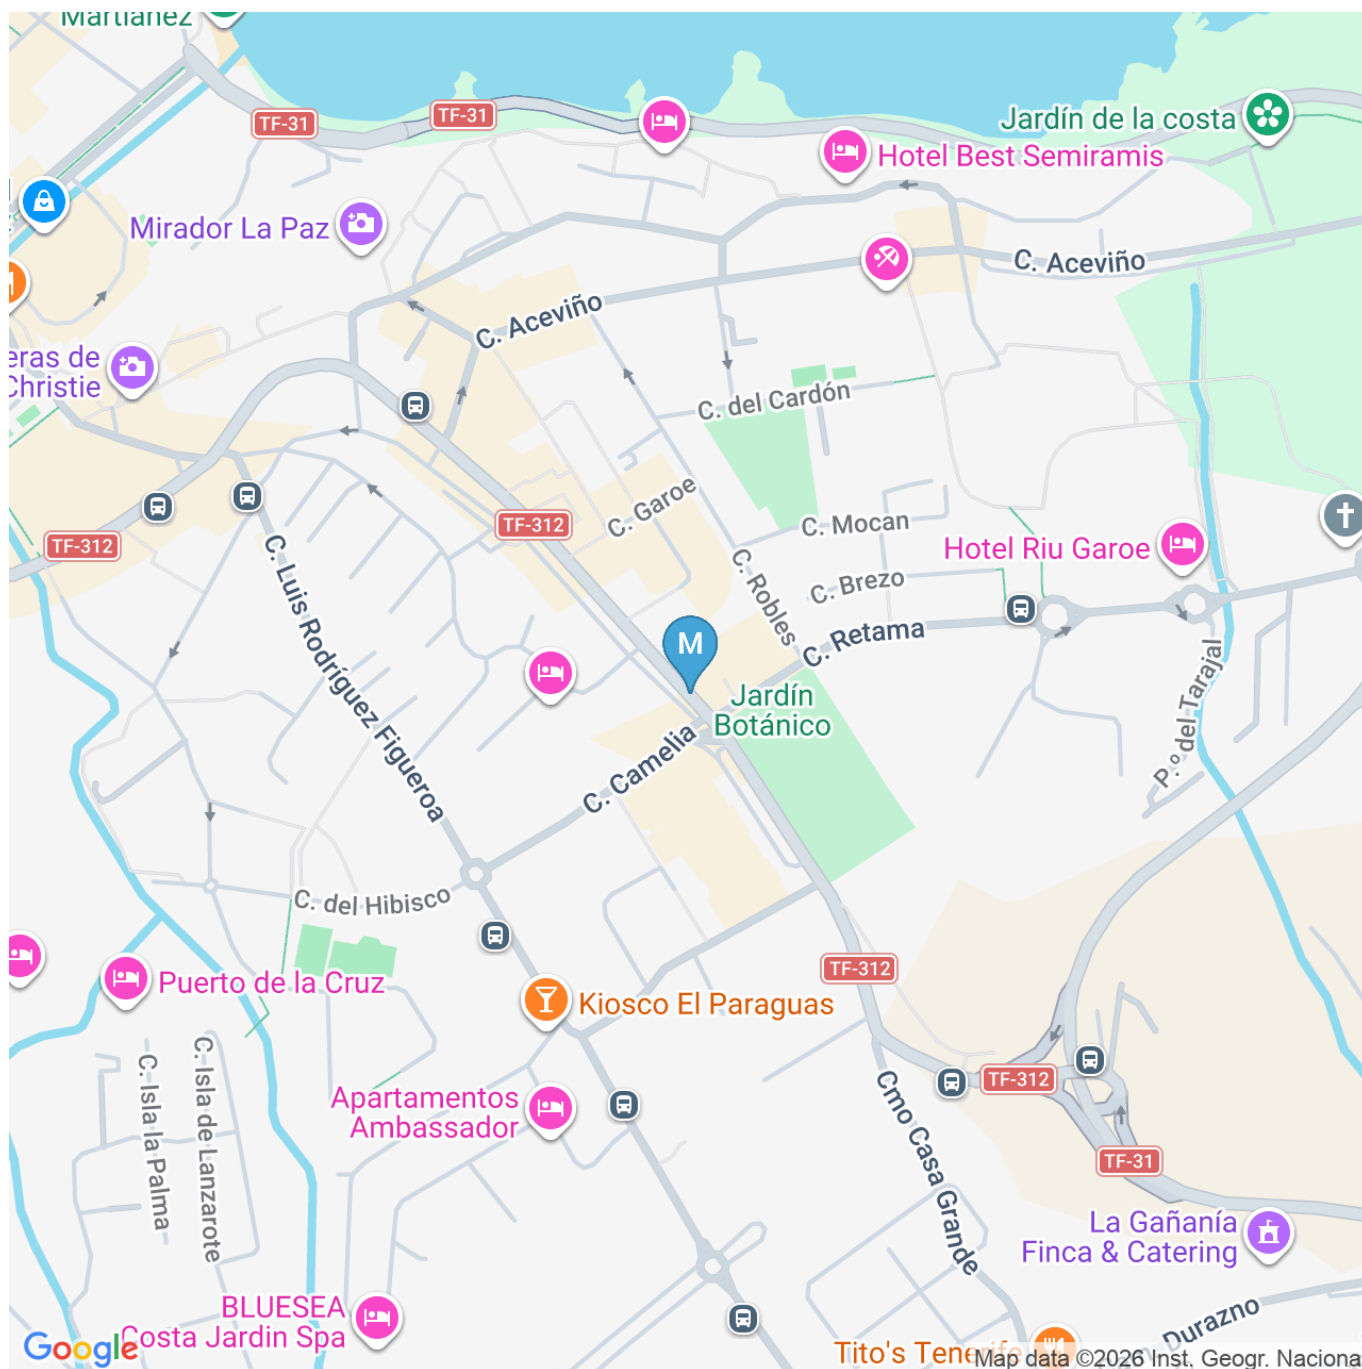 Martiánez
TF-31
TF-31
Jardín de la costa
Hotel Best Semiramis
Mirador La Paz
C. Aceviño
C. Aceviño
eras de
Christie
C. del Cardón
C. Garoe
TF-312
C. Mocan
TF-312
Hotel Riu Garoe
C. Robles
C. Brezo
C. Luis Rodríguez Figueroa
C. Retama
M
P.º del Tarajal
Jardín
Botánico
C. Camelia
C. del Hibisco
TF-312
Puerto de la Cruz
Kiosco El Paraguas
C. Isla la Palma
C. Isla de Lanzarote
TF-312
Apartamentos
Ambassador
Cmo Casa Grande
TF-31
La Gañanía
Finca & Catering
BLUESEA
Costa Jardin Spa
Durazno
Google
Tito's Tenerife
Map data ©2026 Inst. Geogr. Naciona